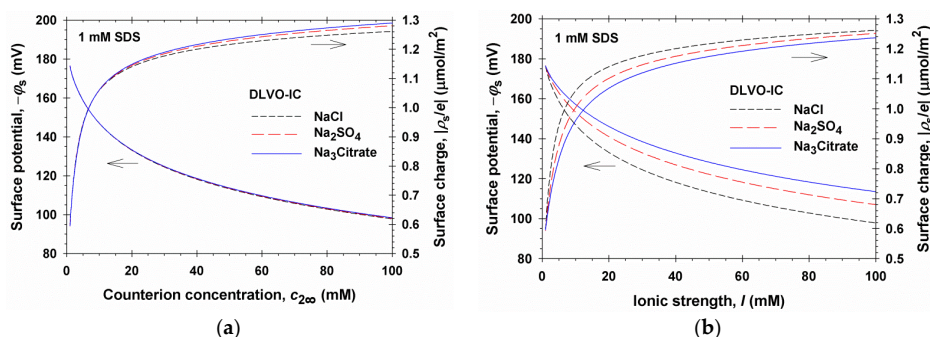 1 mM SDS
DLVO-IC
NaCl
Na2SO4
Na3Citrate
Surface potential, −φs (mV)
200
180
160
140
120
100
80
Surface charge, |ρs/e| (μmol/m²)
1.3
1.2
1.1
1.0
0.9
0.8
0.7
0.6
0.5
0 20 40 60 80 100
Counterion concentration, c2∞ (mM)
(a)
1 mM SDS
DLVO-IC
NaCl
Na2SO4
Na3Citrate
Surface potential, −φs (mV)
200
180
160
140
120
100
80
Surface charge, |ρs/e| (μmol/m²)
1.3
1.2
1.1
1.0
0.9
0.8
0.7
0.6
0.5
0 20 40 60 80 100
Ionic strength, I (mM)
(b)